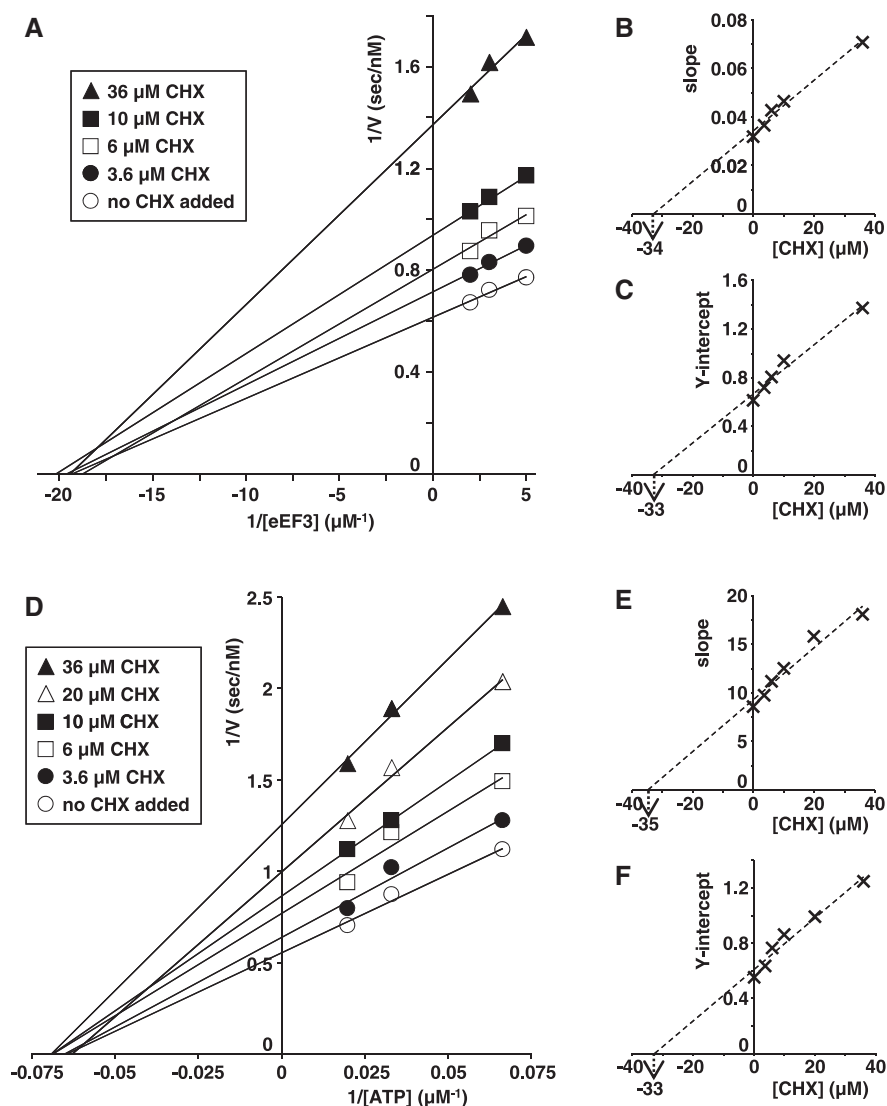 A
36 µM CHX
10 µM CHX
6 µM CHX
3.6 µM CHX
no CHX added
1/V (sec/nM)
1.6
1.2
0.8
0.4
0
-20 -15 -10 -5 0 5
1/[eEF3] (µM⁻¹)
B
slope
0.08
0.06
0.04
0.02
0
-40 -20 0 20 40
-34
[CHX] (µM)
C
Y-intercept
1.6
1.2
0.8
0.4
0
-40 -20 0 20 40
-33
[CHX] (µM)
D
36 µM CHX
20 µM CHX
10 µM CHX
6 µM CHX
3.6 µM CHX
no CHX added
1/V (sec/nM)
2.5
2
1.5
1
0.5
0
-0.075 -0.05 -0.025 0 0.025 0.05 0.075
1/[ATP] (µM⁻¹)
E
slope
20
15
10
5
0
-40 -20 0 20 40
-35
[CHX] (µM)
F
Y-intercept
1.2
0.8
0.4
0
-40 -20 0 20 40
-33
[CHX] (µM)